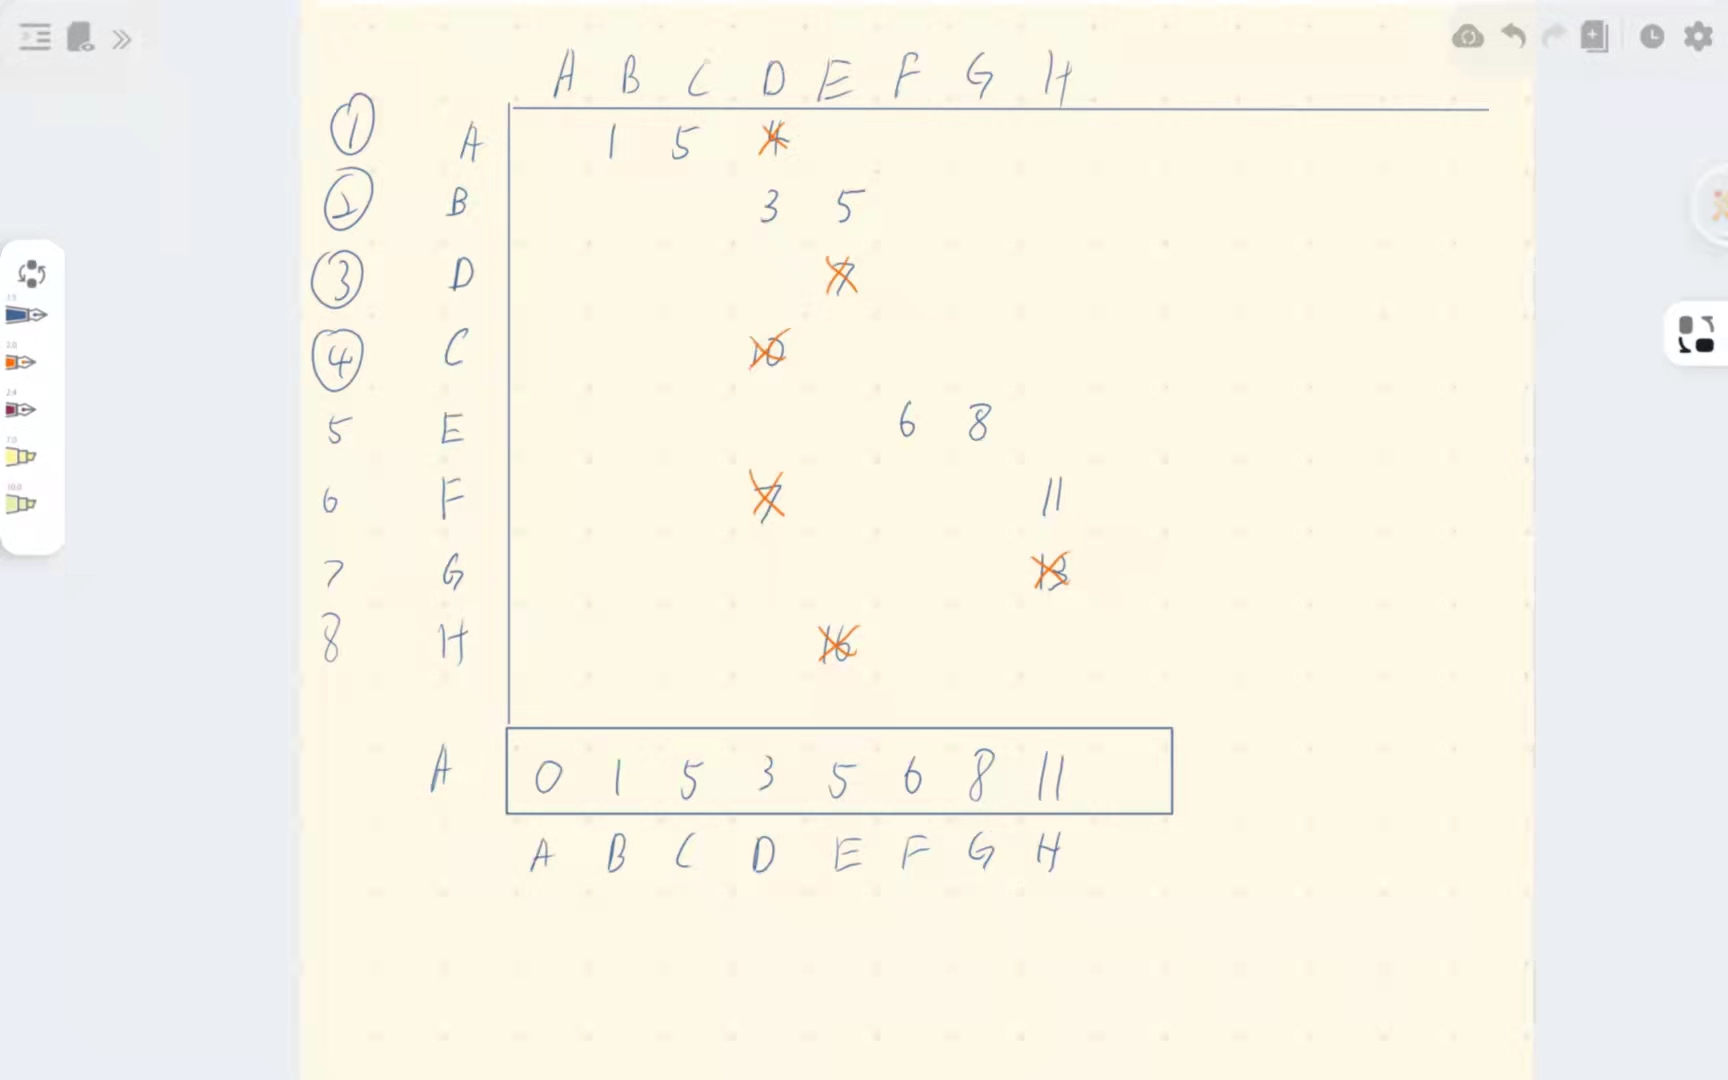 A B C D E F G H
① A 1 5 4
② B 3 5
③ D 7
④ C 10
5 E 6 8
6 F 7 11
7 G 13
8 H 16
A 0 1 5 3 5 6 8 11
A B C D E F G H